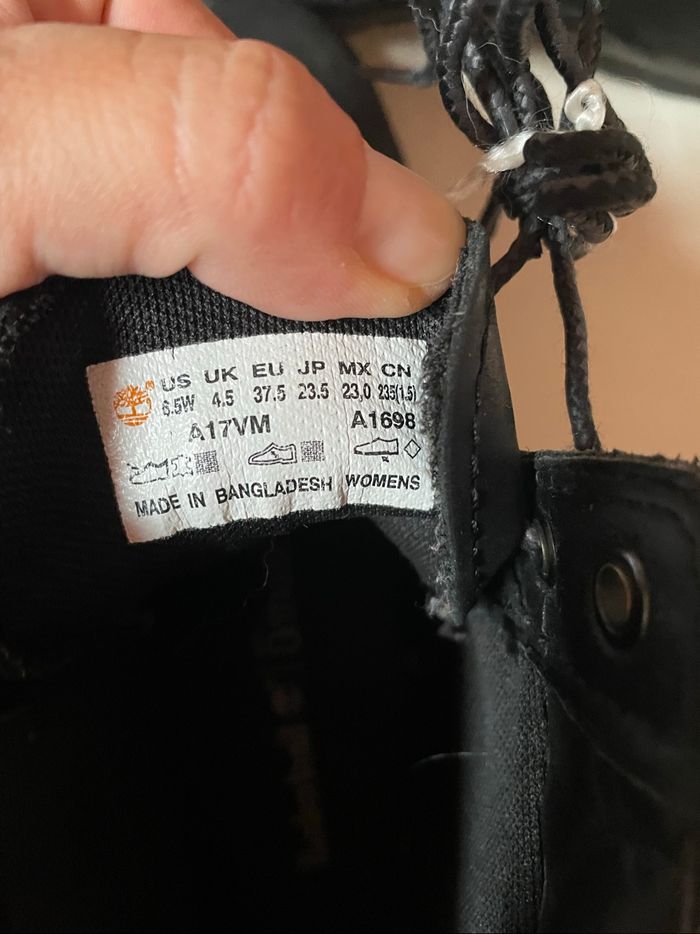 US UK EU JP MX CN
6.5W 4.5 37.5 23.5 23,0 235(1.5)
A17VM A1698
MADE IN BANGLADESH WOMENS